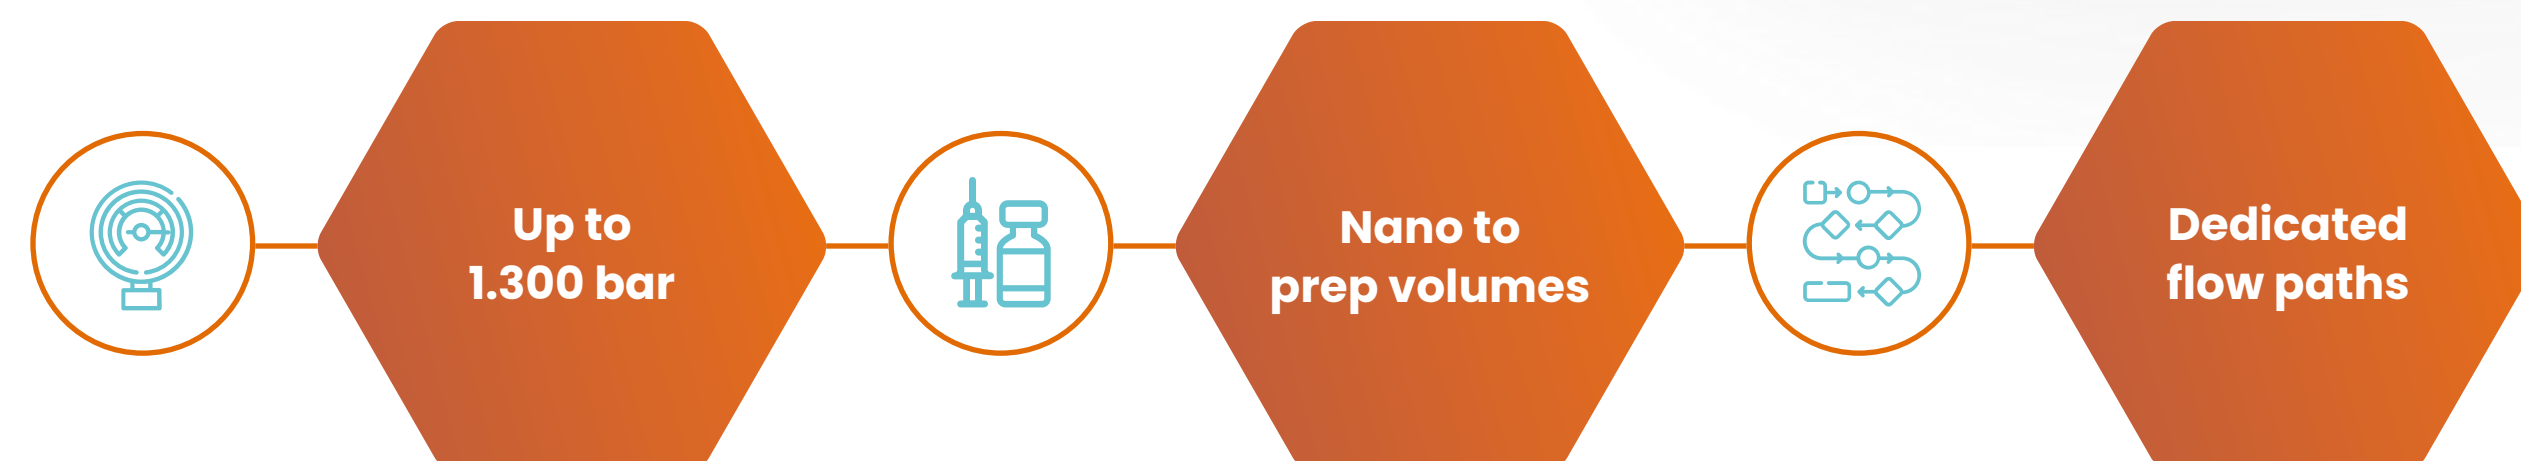 Up to
1.300 bar
Nano to
prep volumes
Dedicated
flow paths